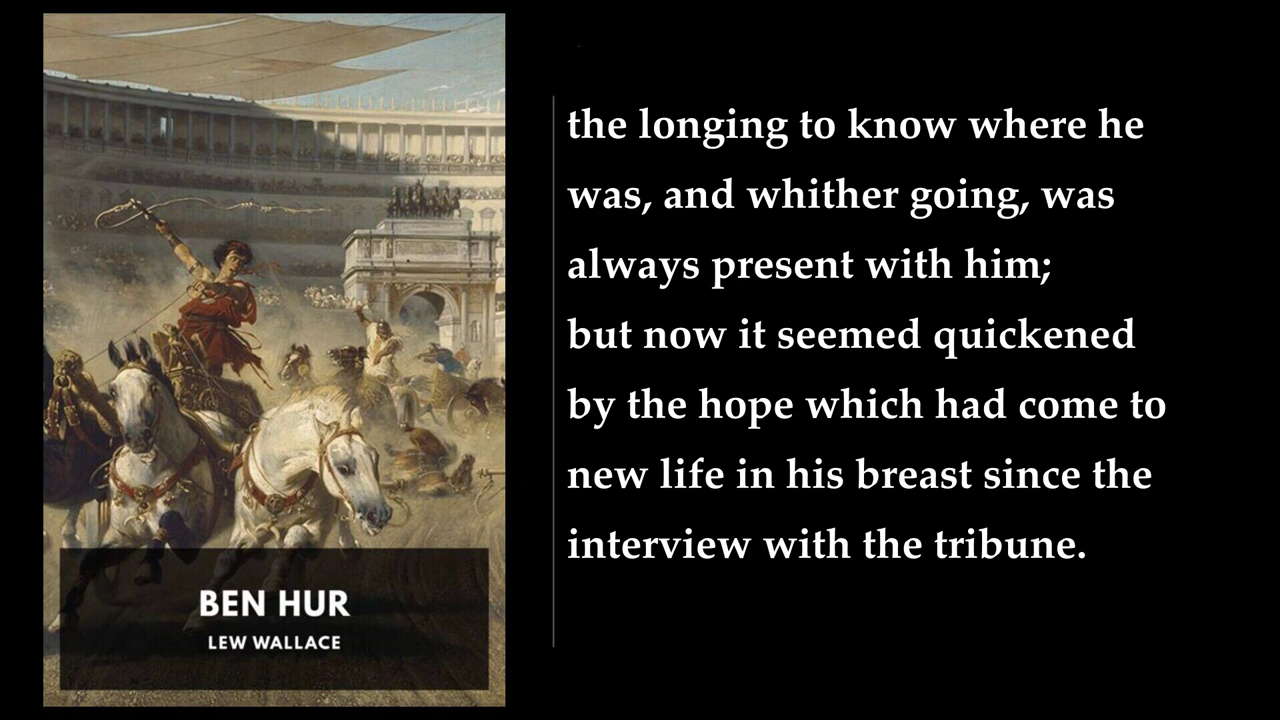 the longing to know where he
was, and whither going, was
always present with him;
but now it seemed quickened
by the hope which had come to
new life in his breast since the
interview with the tribune.
BEN HUR
LEW WALLACE